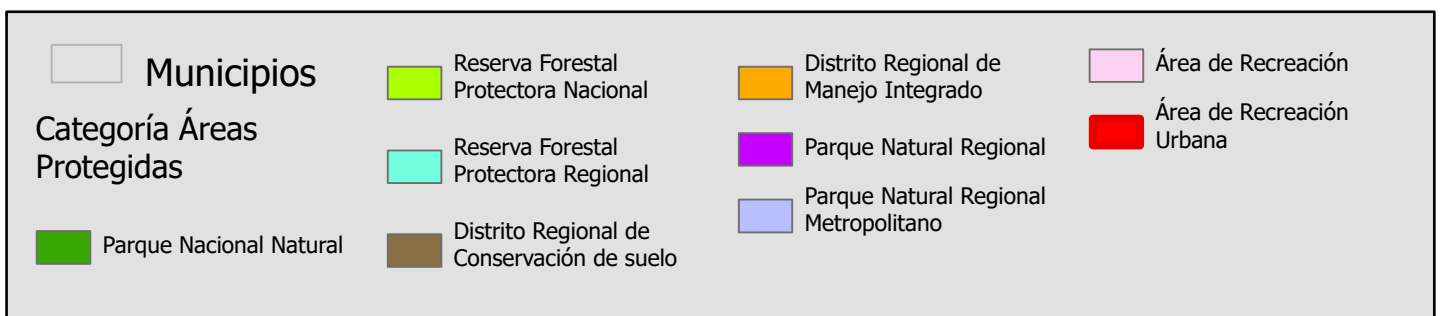 Municipios
Categoría Áreas
Protegidas
Parque Nacional Natural
Reserva Forestal
Protectora Nacional
Reserva Forestal
Protectora Regional
Distrito Regional de
Conservación de suelo
Distrito Regional de
Manejo Integrado
Parque Natural Regional
Parque Natural Regional
Metropolitano
Área de Recreación
Área de Recreación
Urbana